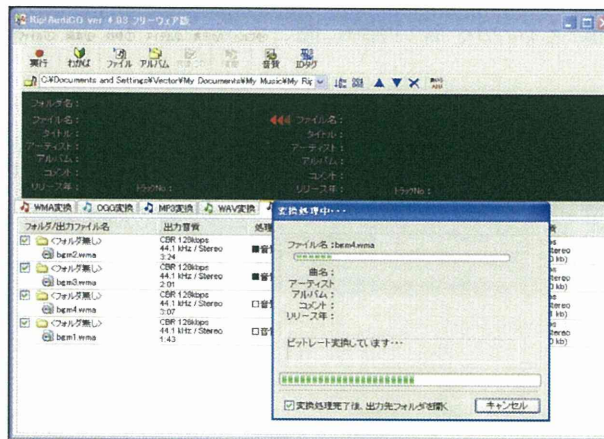 Rip!AudiCO ver 4.03 フリーウェア版
実行 わかば ファイル アルバム 音質 IDタグ
C:¥Documents and Settings¥Vector¥My Documents¥My Music¥My Rip
フォルダ名：
ファイル名：
タイトル：
アーティスト：
アルバム：
コメント：
リリース年： トラックNo：
ファイル名：
タイトル：
アーティスト：
アルバム：
コメント：
リリース年： トラックNo：
WMA変換 OGG変換 MP3変換 WAV変換
フォルダ/出力ファイル名 出力音質
<フォルダ無し> CBR 128kbps
44.1 kHz / Stereo
bgm2.wma 3:24
<フォルダ無し> CBR 128kbps
44.1 kHz / Stereo
bgm3.wma 2:01
<フォルダ無し> CBR 128kbps
44.1 kHz / Stereo
bgm4.wma 3:07
<フォルダ無し> CBR 128kbps
44.1 kHz / Stereo
bgm1.wma 1:43
変換処理中・・・
ファイル名：bgm4.wma
曲名：
アーティスト
アルバム：
コメント：
リリース年：
ビットレート変換しています・・・
変換処理完了後、出力先フォルダを開く
キャンセル